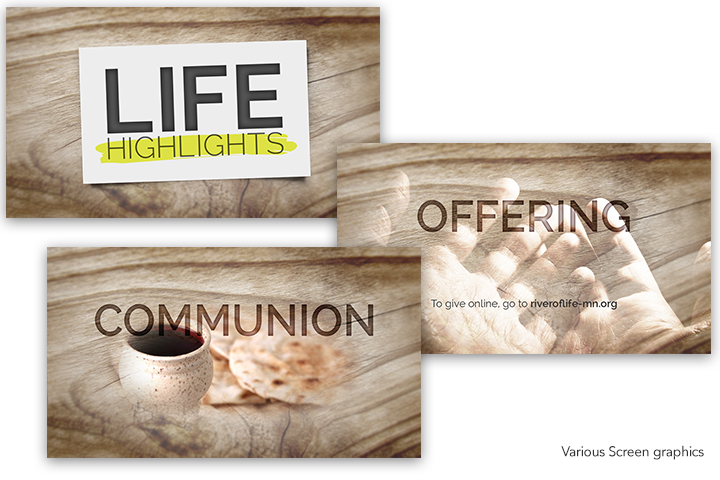 LIFE
HIGHLIGHTS
OFFERING
To give online, go to riveroflife-mn.org
COMMUNION
Various Screen graphics